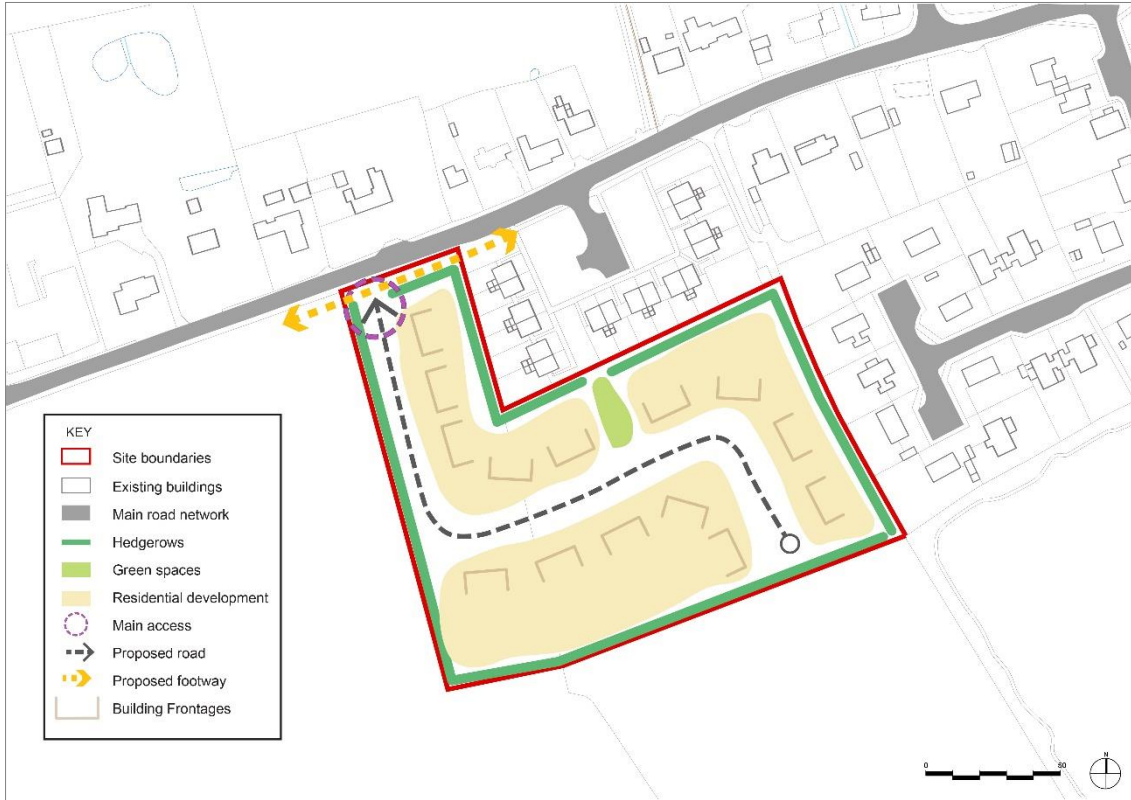 KEY
Site boundaries
Existing buildings
Main road network
Hedgerows
Green spaces
Residential development
Main access
Proposed road
Proposed footway
Building Frontages
0
50
N